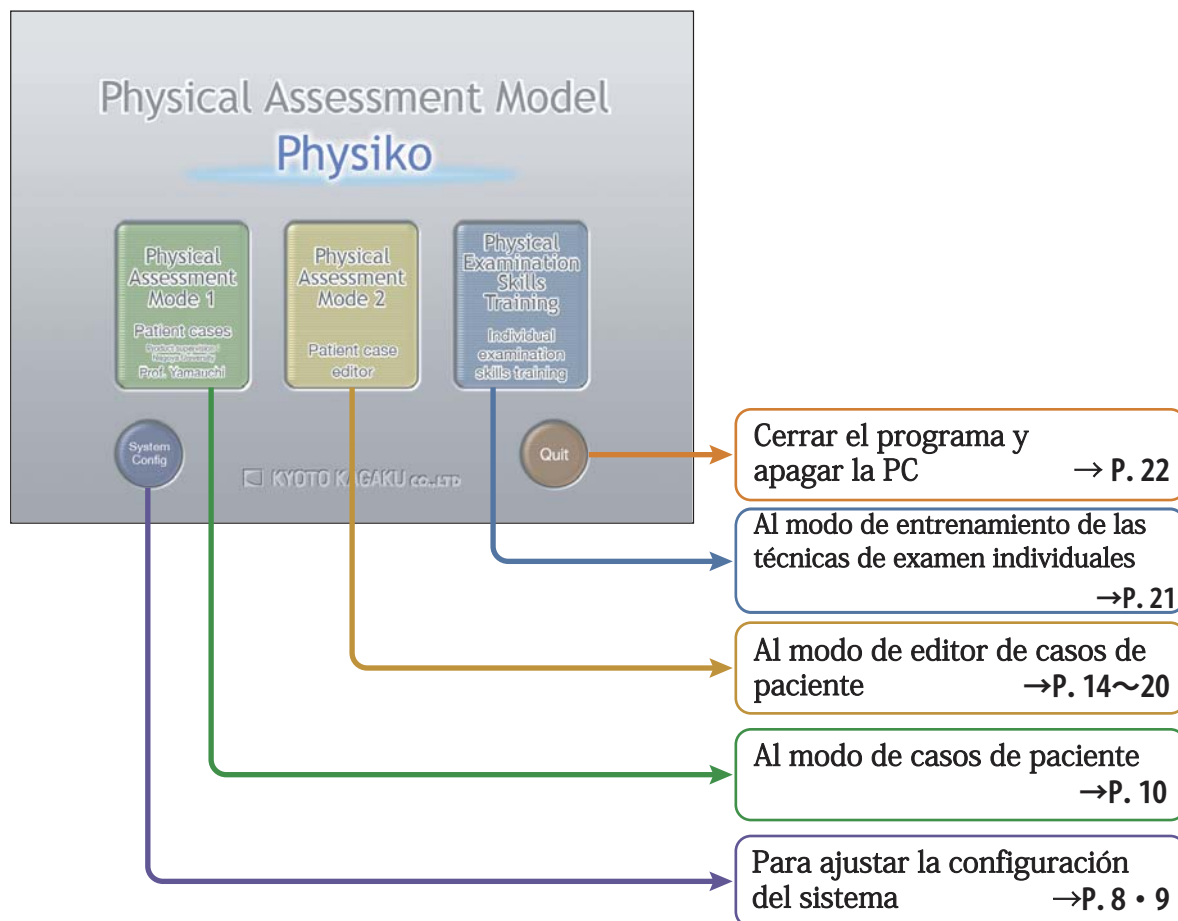 Physical Assessment Model
Physiko
Physical
Assessment
Mode 1
Patient cases
Product supervision :
Nagoya University
Prof. Yamauchi
Physical
Assessment
Mode 2
Patient case
editor
Physical
Examination
Skills
Training
Individual
examination
skills training
System
Config
KYOTO KAGAKU CO.,LTD
Quit
Cerrar el programa y
apagar la PC → P. 22
Al modo de entrenamiento de las
técnicas de examen individuales
→P. 21
Al modo de editor de casos de
paciente →P. 14〜20
Al modo de casos de paciente
→P. 10
Para ajustar la configuración
del sistema →P. 8 • 9